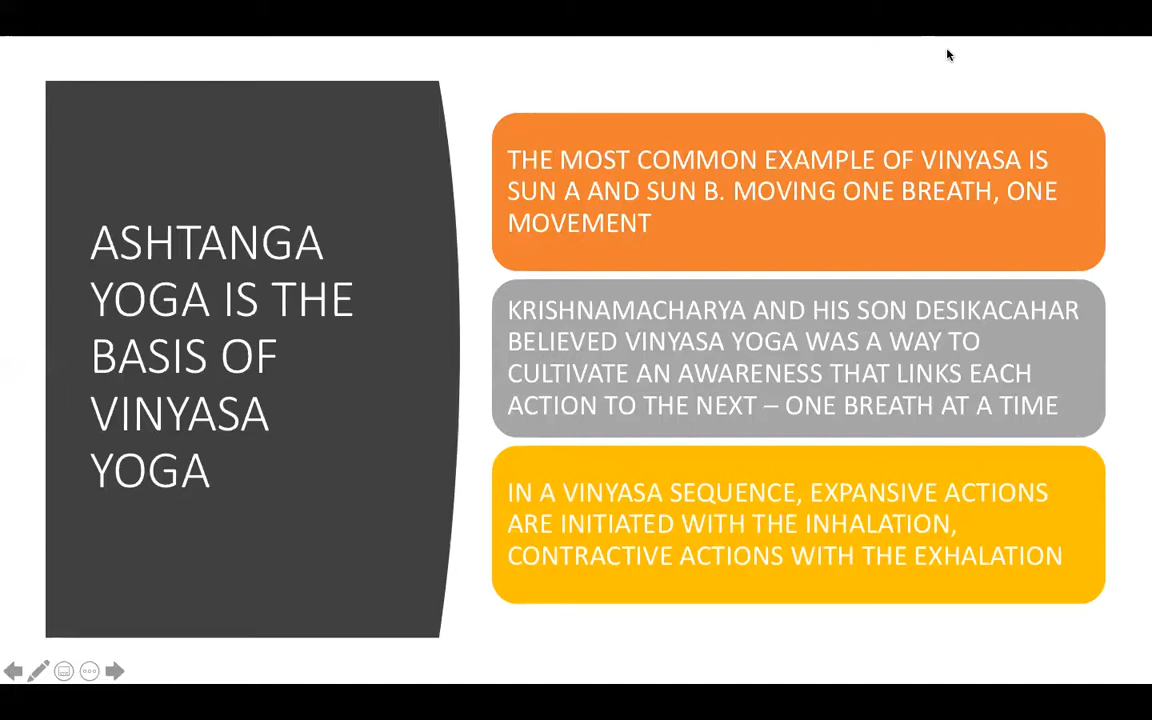 ASHTANGA
YOGA IS THE
BASIS OF
VINYASA
YOGA
THE MOST COMMON EXAMPLE OF VINYASA IS
SUN A AND SUN B. MOVING ONE BREATH, ONE
MOVEMENT
KRISHNAMACHARYA AND HIS SON DESIKACAHAR
BELIEVED VINYASA YOGA WAS A WAY TO
CULTIVATE AN AWARENESS THAT LINKS EACH
ACTION TO THE NEXT – ONE BREATH AT A TIME
IN A VINYASA SEQUENCE, EXPANSIVE ACTIONS
ARE INITIATED WITH THE INHALATION,
CONTRACTIVE ACTIONS WITH THE EXHALATION